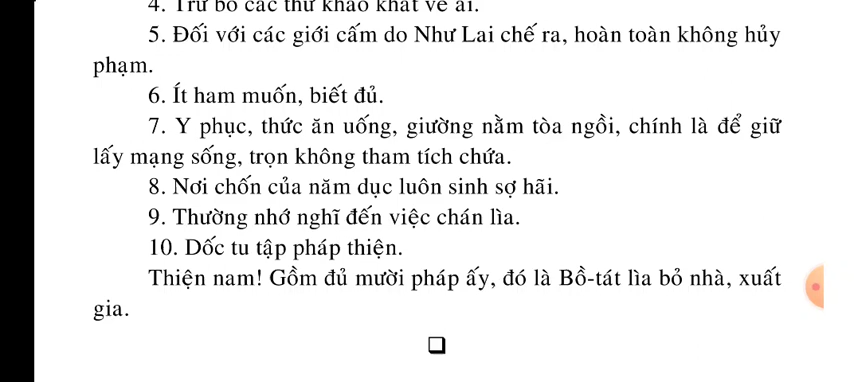 4. Trừ bỏ các thứ khao khát về ái.
5. Đối với các giới cấm do Như Lai chế ra, hoàn toàn không hủy
phạm.
6. Ít ham muốn, biết đủ.
7. Y phục, thức ăn uống, giường nằm tòa ngồi, chính là để giữ
lấy mạng sống, trọn không tham tích chứa.
8. Nơi chốn của năm dục luôn sinh sợ hãi.
9. Thường nhớ nghĩ đến việc chán lìa.
10. Dốc tu tập pháp thiện.
Thiện nam! Gồm đủ mười pháp ấy, đó là Bồ-tát lìa bỏ nhà, xuất
gia.